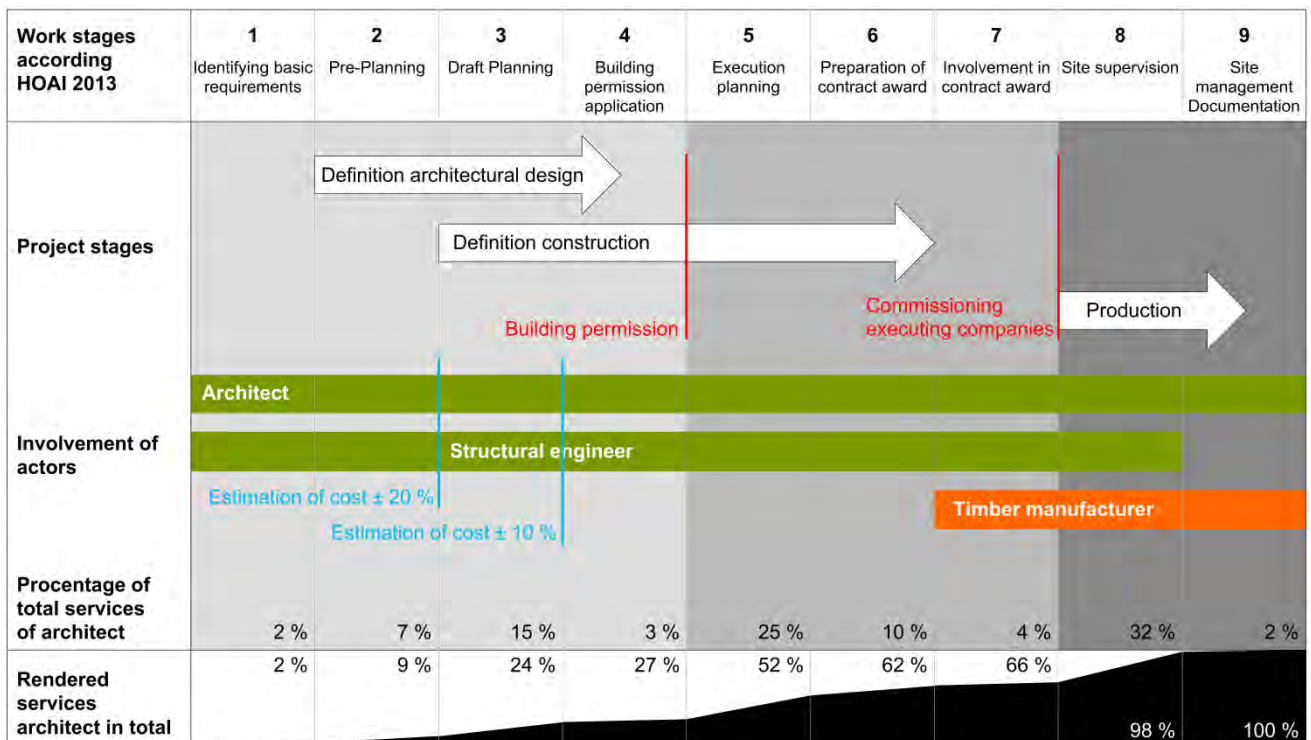 Work stages
according
HOAI 2013
1
Identifying basic
requirements
2
Pre-Planning
3
Draft Planning
4
Building
permission
application
5
Execution
planning
6
Preparation of
contract award
7
Involvement in
contract award
8
Site supervision
9
Site
management
Documentation
Project stages
Definition architectural design
Definition construction
Building permission
Commissioning
executing companies
Production
Involvement of
actors
Architect
Structural engineer
Estimation of cost ± 20 %
Estimation of cost ± 10 %
Timber manufacturer
Procentage of
total services
of architect
2 % 7 % 15 % 3 % 25 % 10 % 4 % 32 % 2 %
Rendered
services
architect in total
2 % 9 % 24 % 27 % 52 % 62 % 66 % 98 % 100 %